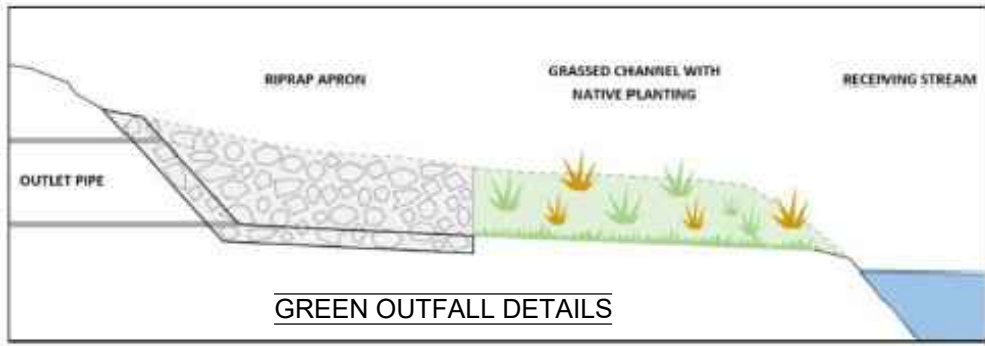 RIPRAP APRON
GRASSED CHANNEL WITH
NATIVE PLANTING
RECEIVING STREAM
OUTLET PIPE
GREEN OUTFALL DETAILS